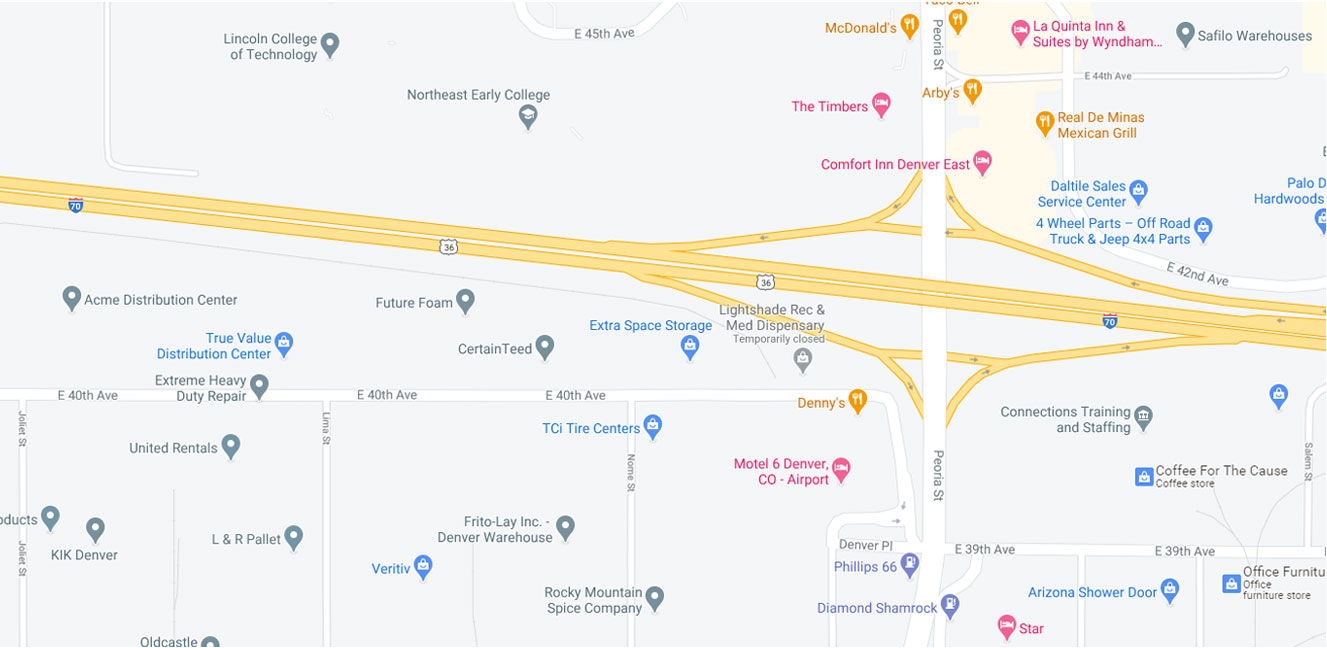 Taco Bell
McDonald's
Peoria St
La Quinta Inn &
Suites by Wyndham...
Safilo Warehouses
E 45th Ave
Lincoln College
of Technology
E 44th Ave
Northeast Early College
The Timbers
Arby's
Real De Minas
Mexican Grill
Comfort Inn Denver East
Daltile Sales
Service Center
Palo D
Hardwoods
70
4 Wheel Parts – Off Road
Truck & Jeep 4x4 Parts
36
E 42nd Ave
36
Acme Distribution Center
Future Foam
Lightshade Rec &
Med Dispensary
Temporarily closed
70
Extra Space Storage
True Value
Distribution Center
CertainTeed
Extreme Heavy
Duty Repair
E 40th Ave
E 40th Ave
E 40th Ave
Denny's
Joliet St
Lima St
TCi Tire Centers
Connections Training
and Staffing
United Rentals
Nome St
Peoria St
Salem St
Motel 6 Denver,
CO - Airport
Coffee For The Cause
Coffee store
oducts
KIK Denver
L & R Pallet
Frito-Lay Inc. -
Denver Warehouse
Joliet St
Denver Pl
E 39th Ave
E 39th Ave
Veritiv
Phillips 66
Office Furnitu
Office
furniture store
Rocky Mountain
Spice Company
Diamond Shamrock
Arizona Shower Door
Star
Oldcastle